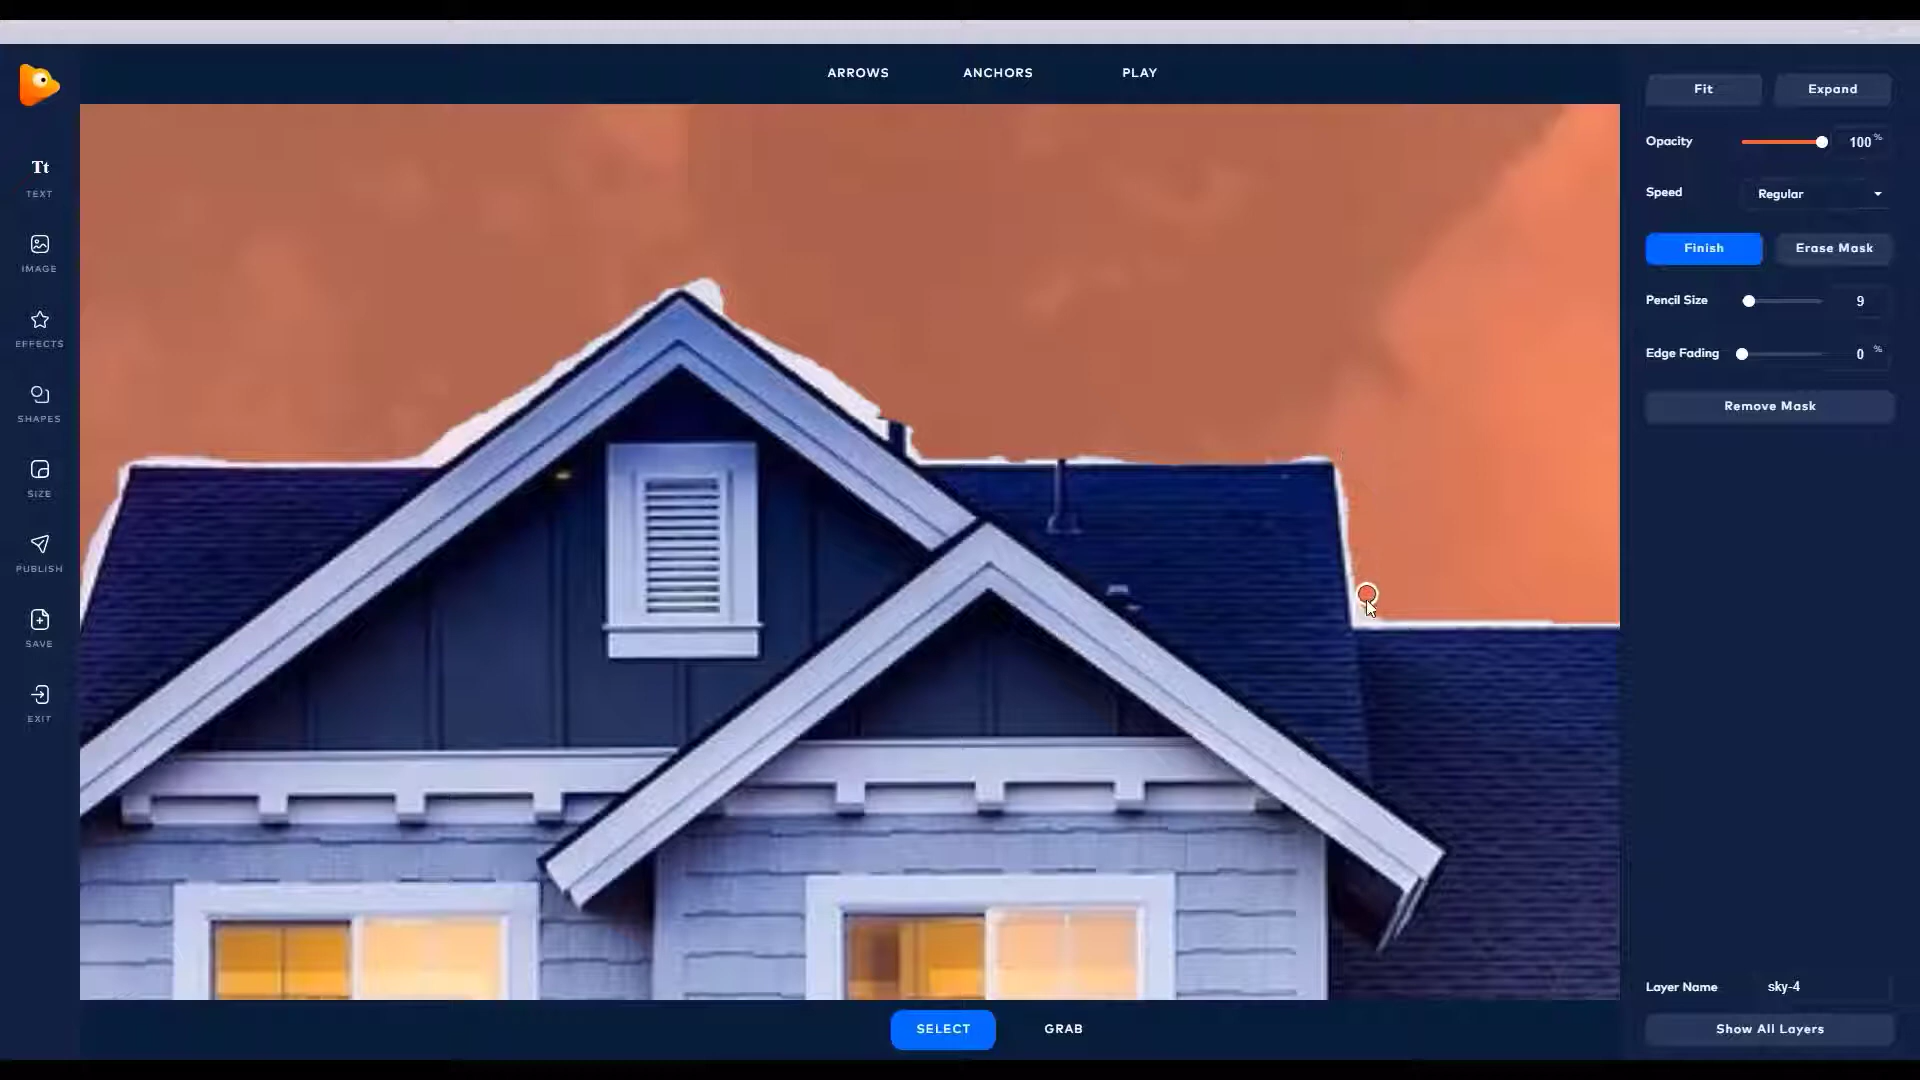 ARROWS ANCHORS PLAY
Fit Expand
Opacity 100 %
Speed Regular
Finish Erase Mask
Pencil Size 9
Edge Fading 0 %
Remove Mask
Tt
TEXT
IMAGE
EFFECTS
SHAPES
SIZE
PUBLISH
SAVE
EXIT
Layer Name sky-4
Show All Layers
SELECT GRAB